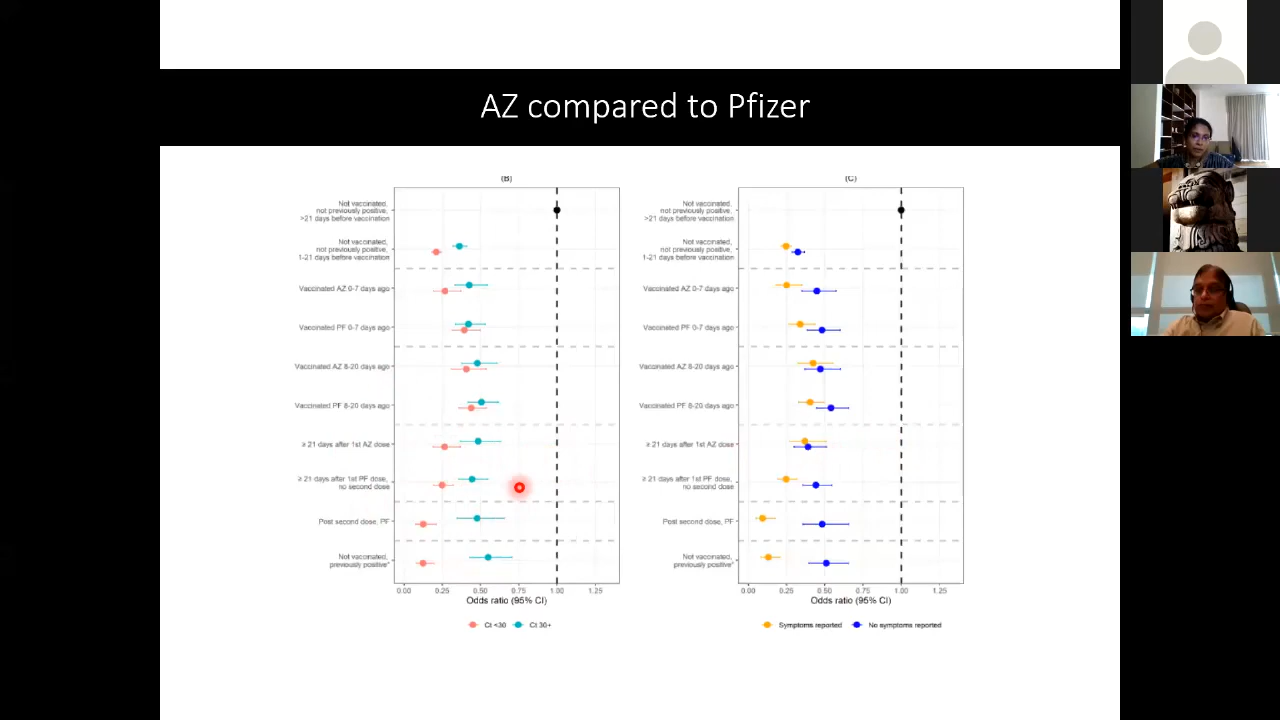 AZ compared to Pfizer
(B)
Not vaccinated,
not previously positive,
>21 days before vaccination
Not vaccinated,
not previously positive,
1-21 days before vaccination
Vaccinated AZ 0-7 days ago
Vaccinated PF 0-7 days ago
Vaccinated AZ 8-20 days ago
Vaccinated PF 8-20 days ago
≥ 21 days after 1st AZ dose
≥ 21 days after 1st PF dose,
no second dose
Post second dose, PF
Not vaccinated,
previously positive*
0.00 0.25 0.50 0.75 1.00 1.25
Odds ratio (95% CI)
Ct <30 Ct 30+
(C)
Not vaccinated,
not previously positive,
>21 days before vaccination
Not vaccinated,
not previously positive,
1-21 days before vaccination
Vaccinated AZ 0-7 days ago
Vaccinated PF 0-7 days ago
Vaccinated AZ 8-20 days ago
Vaccinated PF 8-20 days ago
≥ 21 days after 1st AZ dose
≥ 21 days after 1st PF dose,
no second dose
Post second dose, PF
Not vaccinated,
previously positive*
0.00 0.25 0.50 0.75 1.00 1.25
Odds ratio (95% CI)
Symptoms reported No symptoms reported